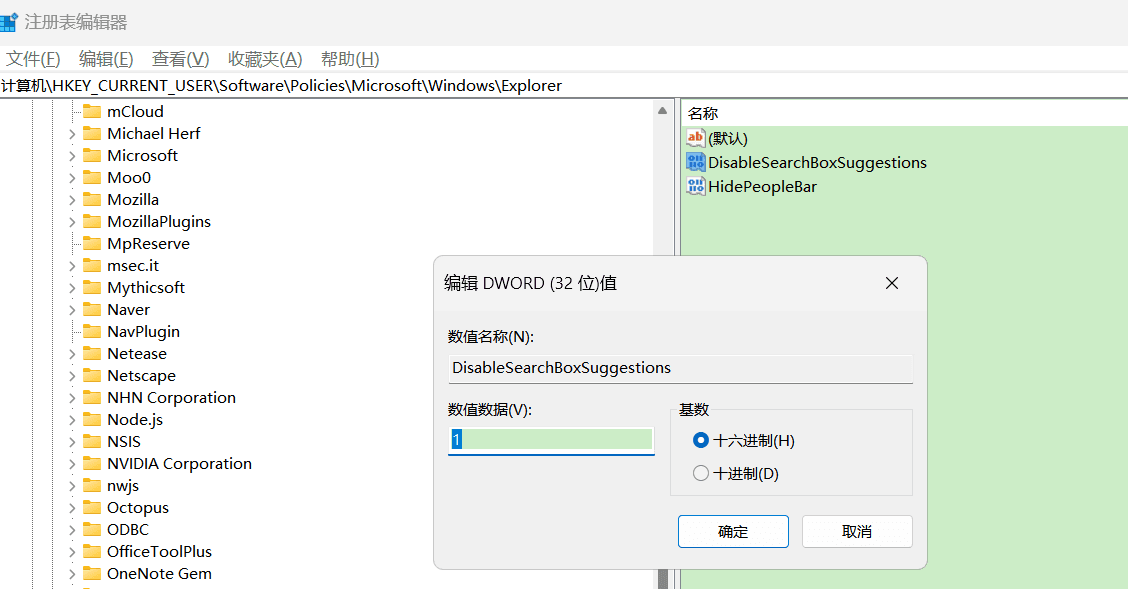 注册表编辑器
文件(F) 编辑(E) 查看(V) 收藏夹(A) 帮助(H)
计算机\HKEY_CURRENT_USER\Software\Policies\Microsoft\Windows\Explorer
mCloud
Michael Herf
Microsoft
Moo0
Mozilla
MozillaPlugins
MpReserve
msec.it
Mythicsoft
Naver
NavPlugin
Netease
Netscape
NHN Corporation
Node.js
NSIS
NVIDIA Corporation
nwjs
Octopus
ODBC
OfficeToolPlus
OneNote Gem
名称
(默认)
DisableSearchBoxSuggestions
HidePeopleBar
编辑 DWORD (32 位)值
数值名称(N):
DisableSearchBoxSuggestions
数值数据(V):
1
基数
十六进制(H)
十进制(D)
确定
取消